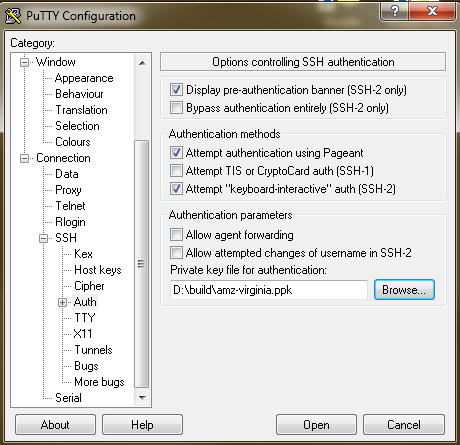 PuTTY Configuration
Category:
Window
Appearance
Behaviour
Translation
Selection
Colours
Connection
Data
Proxy
Telnet
Rlogin
SSH
Kex
Host keys
Cipher
Auth
TTY
X11
Tunnels
Bugs
More bugs
Serial
Options controlling SSH authentication
Display pre-authentication banner (SSH-2 only)
Bypass authentication entirely (SSH-2 only)
Authentication methods
Attempt authentication using Pageant
Attempt TIS or CryptoCard auth (SSH-1)
Attempt "keyboard-interactive" auth (SSH-2)
Authentication parameters
Allow agent forwarding
Allow attempted changes of username in SSH-2
Private key file for authentication:
D:\build\amz-virginia.ppk
Browse...
About
Help
Open
Cancel